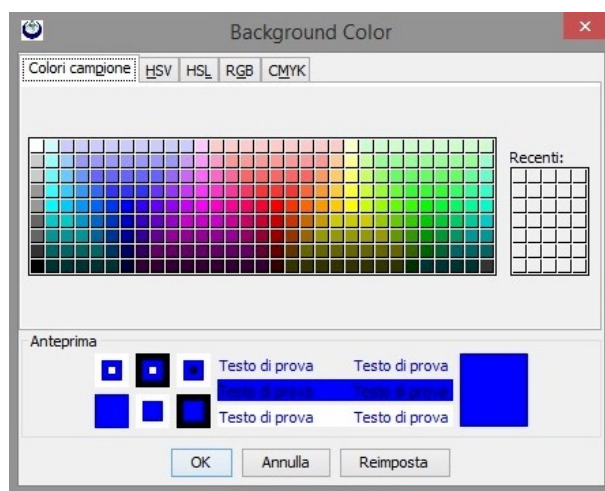 Background Color
Colori campione HSV HSL RGB CMYK
Recenti:
Anteprima
Testo di prova Testo di prova
Testo di prova Testo di prova
Testo di prova Testo di prova
OK Annulla Reimposta